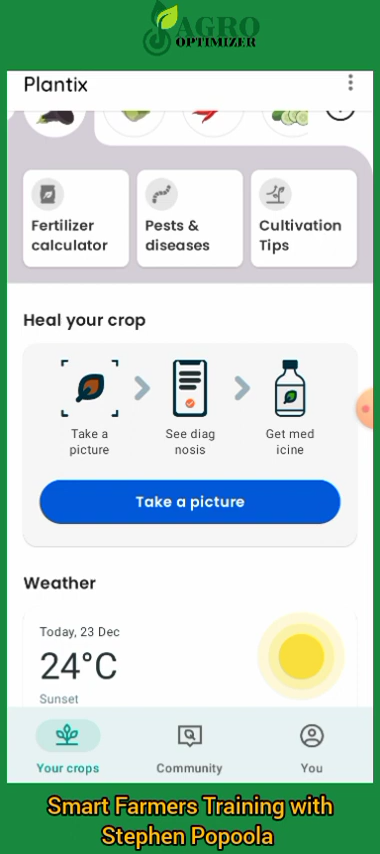 AGRO
OPTIMIZER
Plantix
Fertilizer
calculator
Pests &
diseases
Cultivation
Tips
Heal your crop
Take a
picture
See diag
nosis
Get med
icine
Take a picture
Weather
Today, 23 Dec
24°C
Sunset
Your crops
Community
You
Smart Farmers Training with
Stephen Popoola